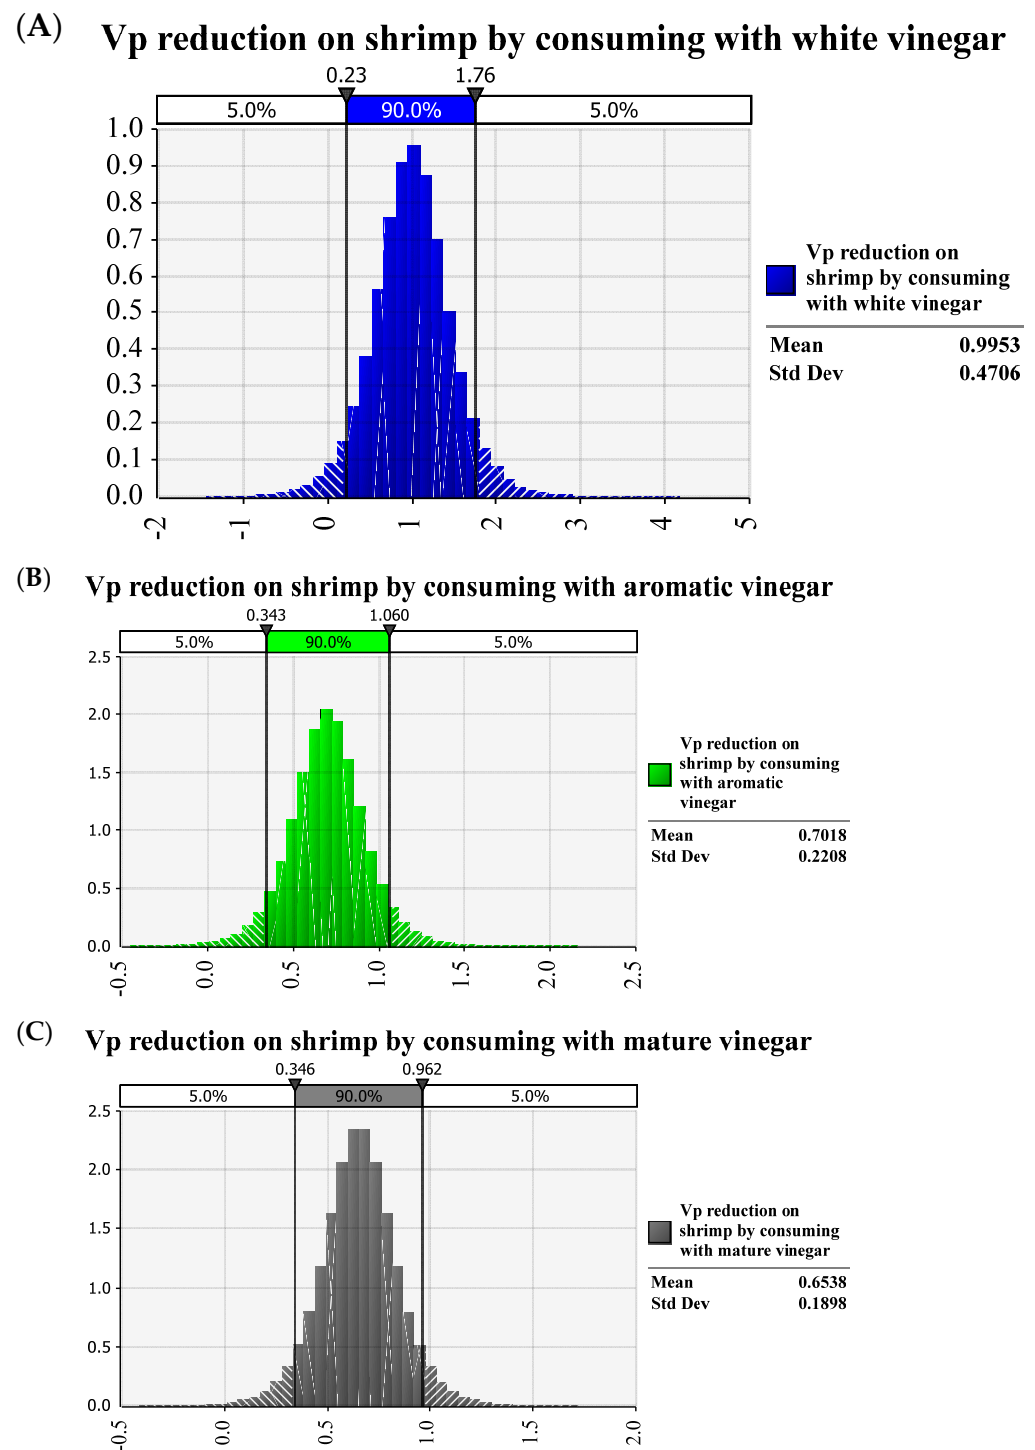 (A)
Vp reduction on shrimp by consuming with white vinegar
0.23 1.76
5.0% 90.0% 5.0%
1.0
0.9
0.8
0.7
0.6
0.5
0.4
0.3
0.2
0.1
0.0
-2 -1 0 1 2 3 4 5
Vp reduction on
shrimp by consuming
with white vinegar
Mean 0.9953
Std Dev 0.4706
(B)
Vp reduction on shrimp by consuming with aromatic vinegar
0.343 1.060
5.0% 90.0% 5.0%
2.5
2.0
1.5
1.0
0.5
0.0
-0.5 0.0 0.5 1.0 1.5 2.0 2.5
Vp reduction on
shrimp by consuming
with aromatic
vinegar
Mean 0.7018
Std Dev 0.2208
(C)
Vp reduction on shrimp by consuming with mature vinegar
0.346 0.962
5.0% 90.0% 5.0%
2.5
2.0
1.5
1.0
0.5
0.0
-0.5 0.0 0.5 1.0 1.5 2.0
Vp reduction on
shrimp by consuming
with mature vinegar
Mean 0.6538
Std Dev 0.1898